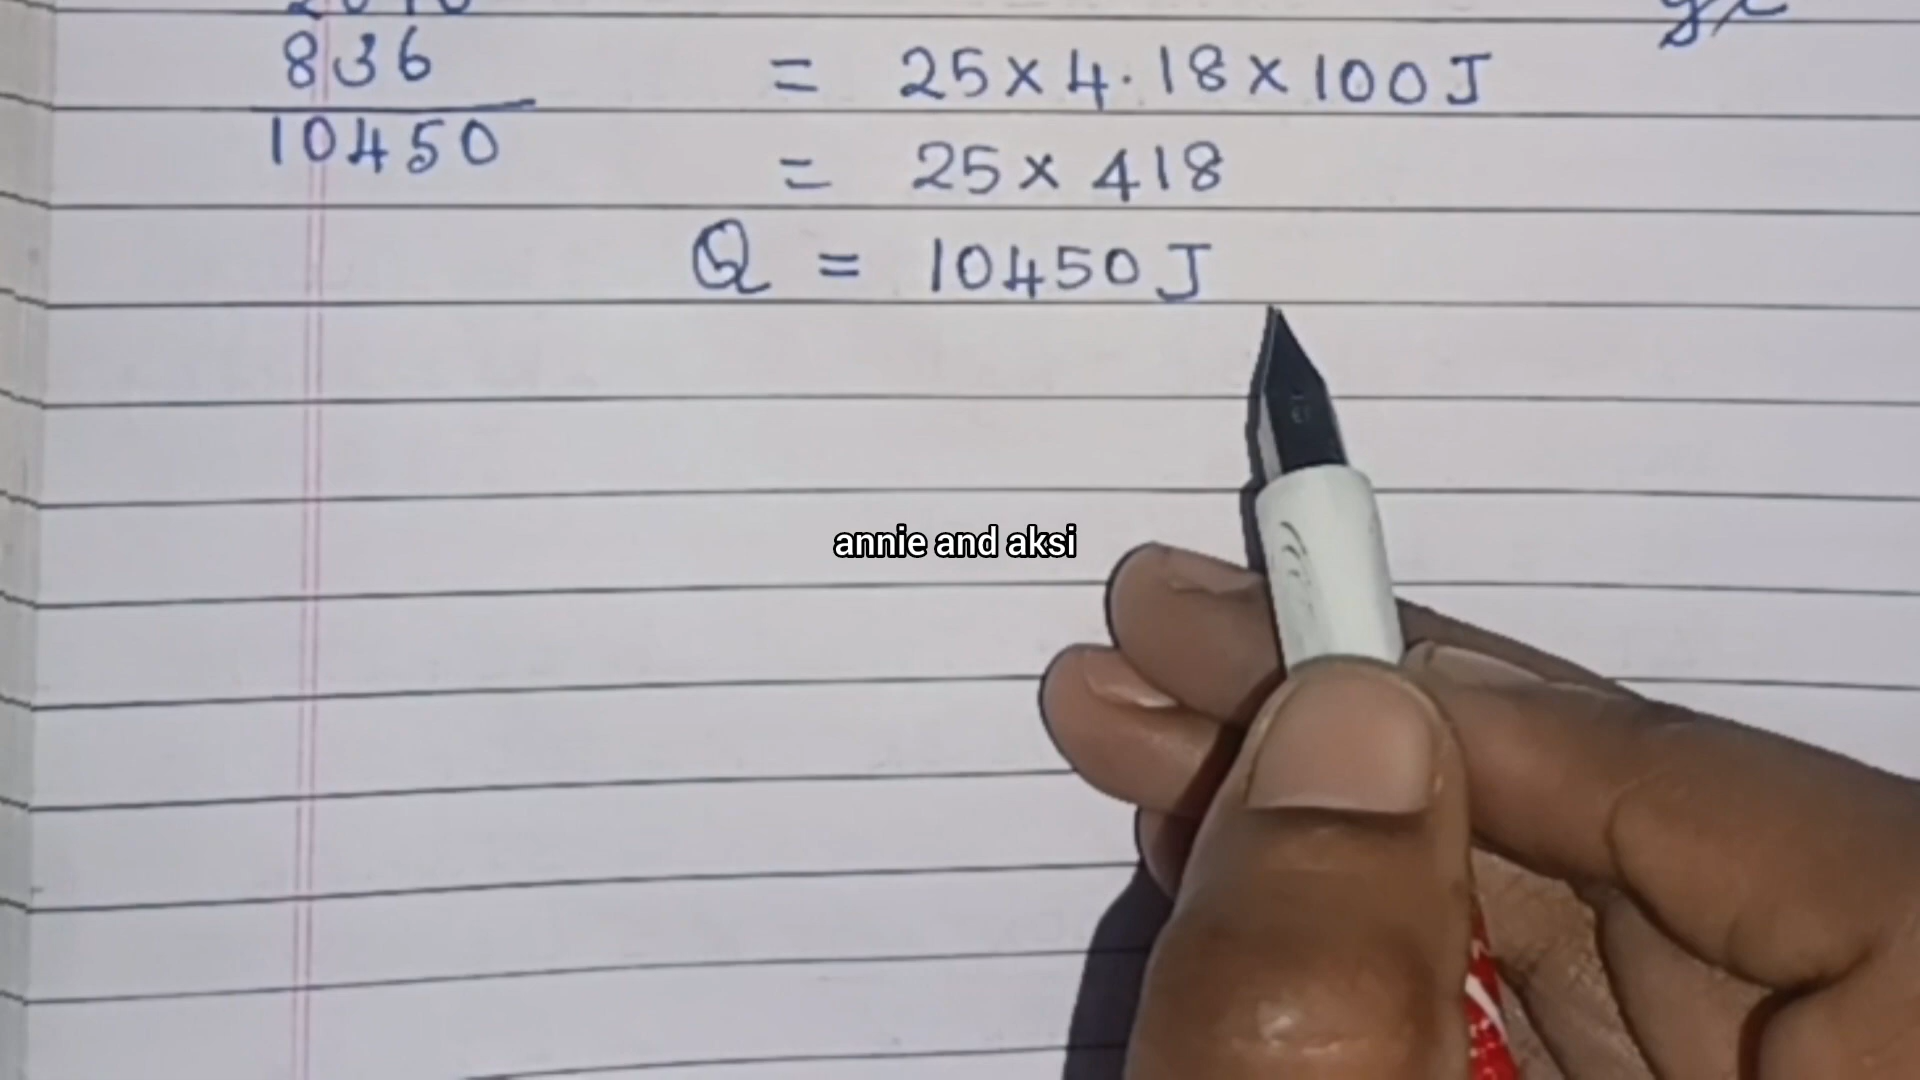 836
10450
= 25 × 4.18 × 100 J
= 25 × 418
Q = 10450 J
annie and aksi